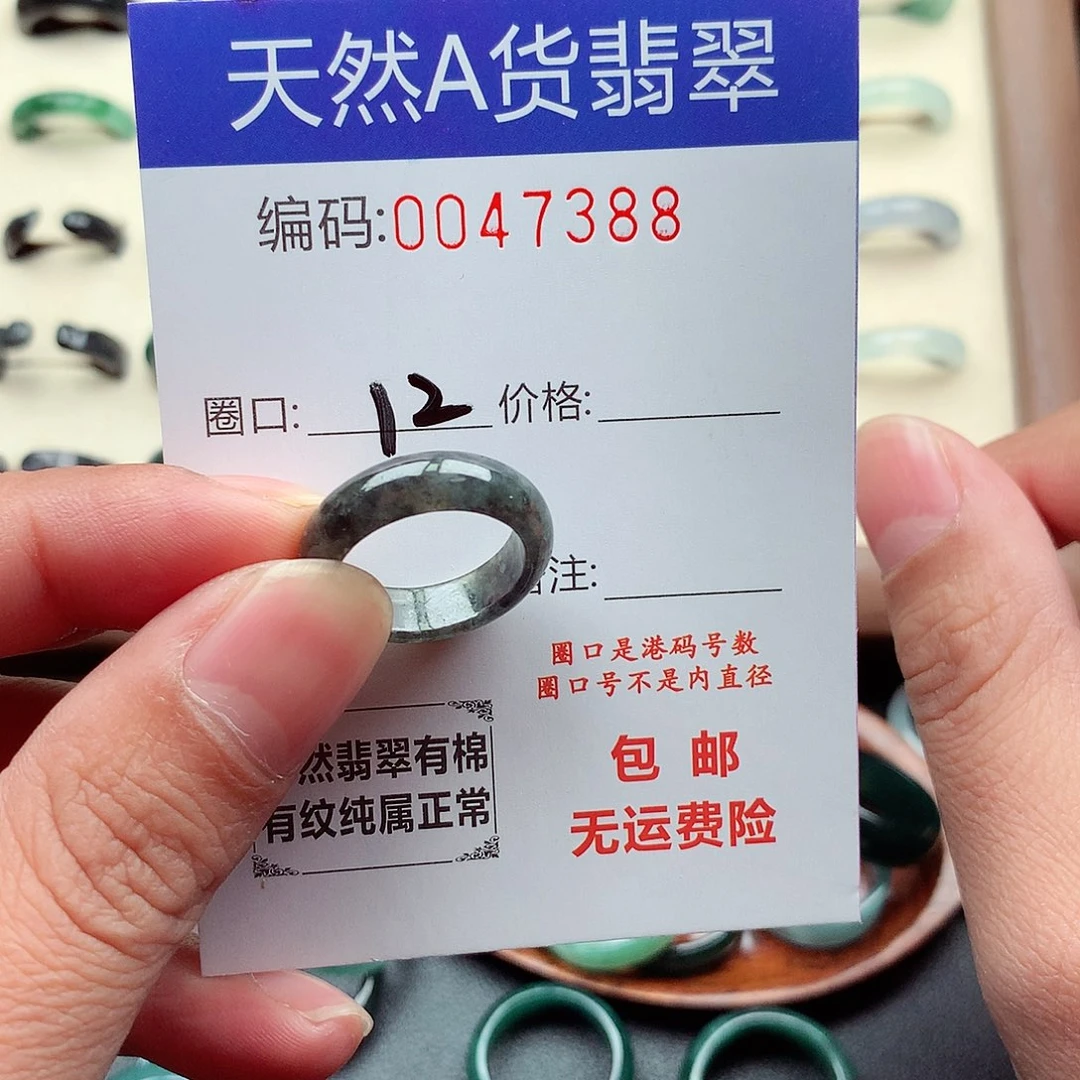 天然A货翡翠
编码:0047388
圈口: 12 价格:
注:
圈口是港码号数
圈口号不是内直径
然翡翠有棉
有纹纯属正常
包邮
无运费险